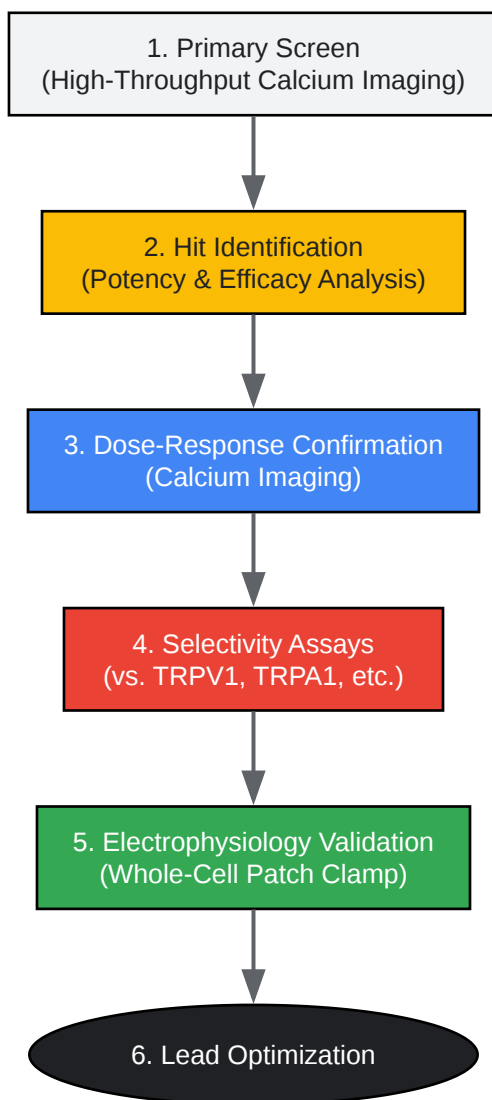 1. Primary Screen
(High-Throughput Calcium Imaging)
2. Hit Identification
(Potency & Efficacy Analysis)
3. Dose-Response Confirmation
(Calcium Imaging)
4. Selectivity Assays
(vs. TRPV1, TRPA1, etc.)
5. Electrophysiology Validation
(Whole-Cell Patch Clamp)
6. Lead Optimization